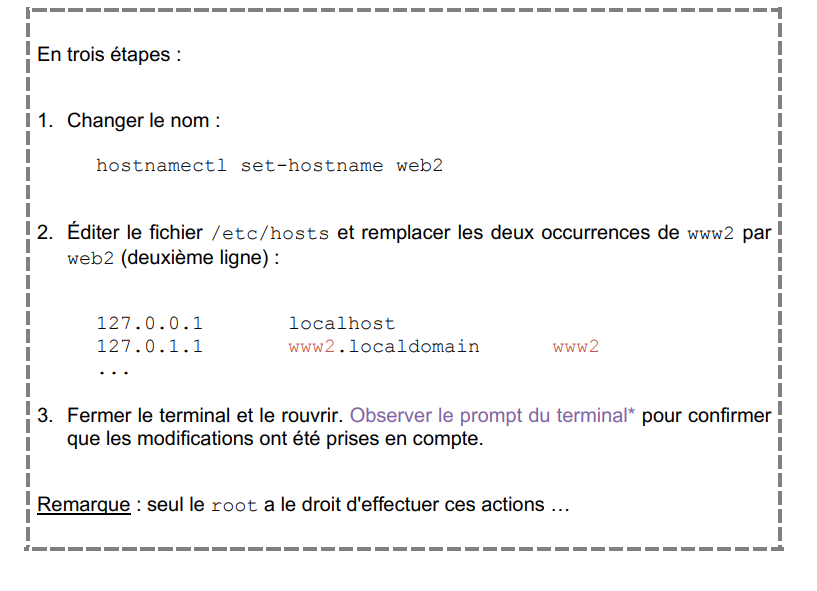 En trois étapes :
1. Changer le nom :
hostnamectl set-hostname web2
2. Éditer le fichier /etc/hosts et remplacer les deux occurrences de www2 par
web2 (deuxième ligne) :
127.0.0.1 localhost
127.0.1.1 www2.localdomain www2
...
3. Fermer le terminal et le rouvrir. Observer le prompt du terminal* pour confirmer
que les modifications ont été prises en compte.
Remarque : seul le root a le droit d'effectuer ces actions …